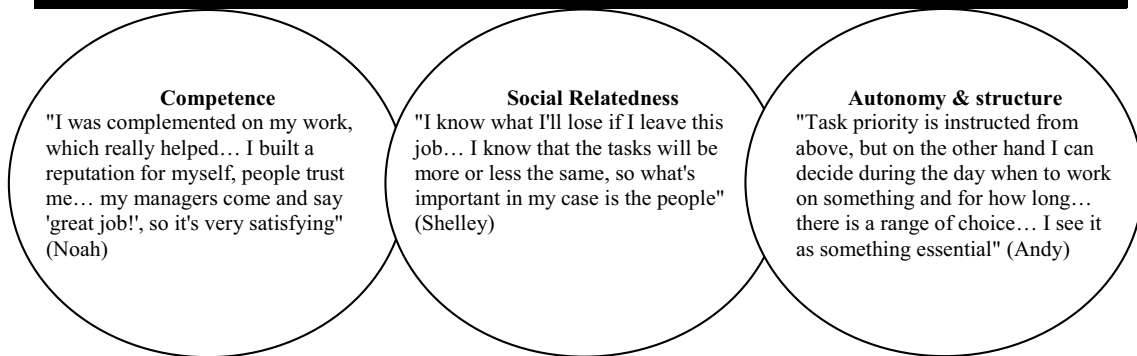 Competence
"I was complemented on my work,
which really helped… I built a
reputation for myself, people trust
me… my managers come and say
'great job!', so it's very satisfying"
(Noah)
Social Relatedness
"I know what I'll lose if I leave this
job… I know that the tasks will be
more or less the same, so what's
important in my case is the people"
(Shelley)
Autonomy & structure
"Task priority is instructed from
above, but on the other hand I can
decide during the day when to work
on something and for how long…
there is a range of choice… I see it
as something essential" (Andy)